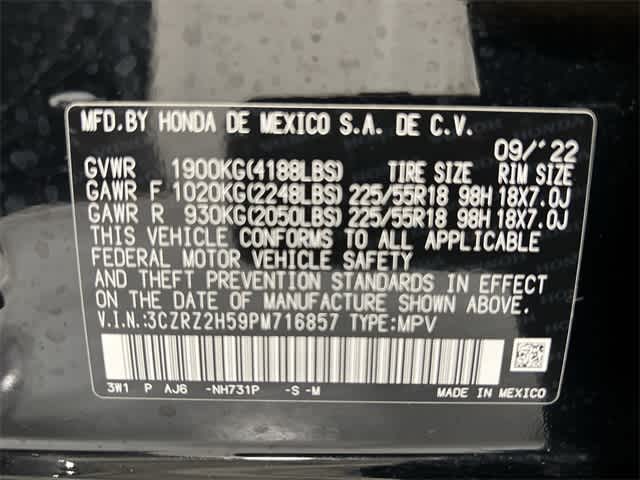 MFD.BY HONDA DE MEXICO S.A. DE C.V.
09/'22
GVWR 1900KG(4188LBS) TIRE SIZE RIM SIZE
GAWR F 1020KG(2248LBS) 225/55R18 98H 18X7.0J
GAWR R 930KG(2050LBS) 225/55R18 98H 18X7.0J
THIS VEHICLE CONFORMS TO ALL APPLICABLE
FEDERAL MOTOR VEHICLE SAFETY
AND THEFT PREVENTION STANDARDS IN EFFECT
ON THE DATE OF MANUFACTURE SHOWN ABOVE.
V.I.N.:3CZRZ2H59PM716857 TYPE:MPV
3W1 P AJ6 -NH731P -S -M
MADE IN MEXICO